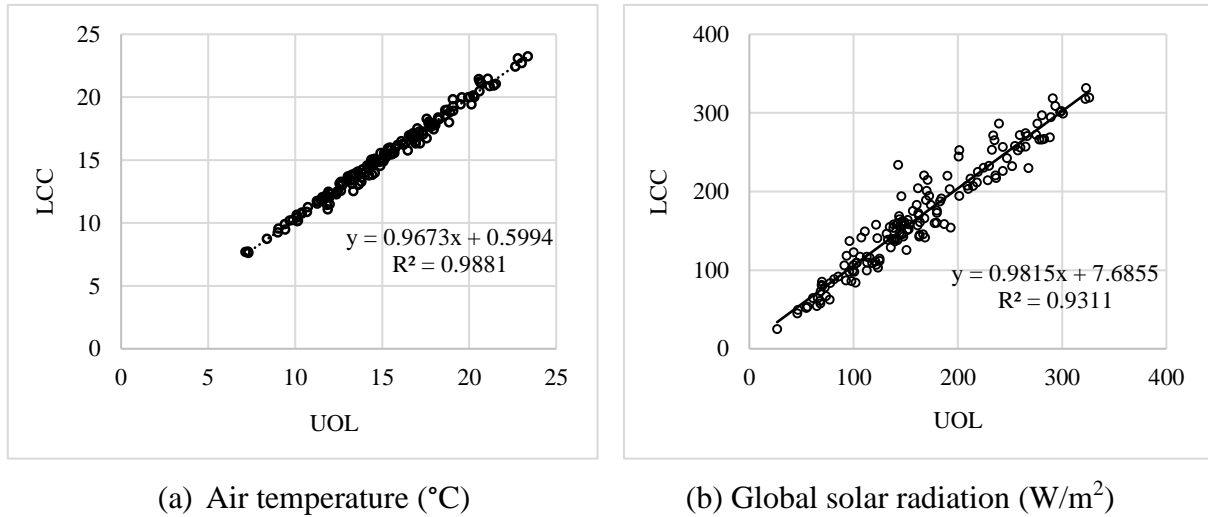 25
20
15
10
5
0
LCC
0 5 10 15 20 25
UOL
y = 0.9673x + 0.5994
R² = 0.9881
400
300
200
100
0
LCC
0 100 200 300 400
UOL
y = 0.9815x + 7.6855
R² = 0.9311
(a) Air temperature (°C)
(b) Global solar radiation (W/m²)